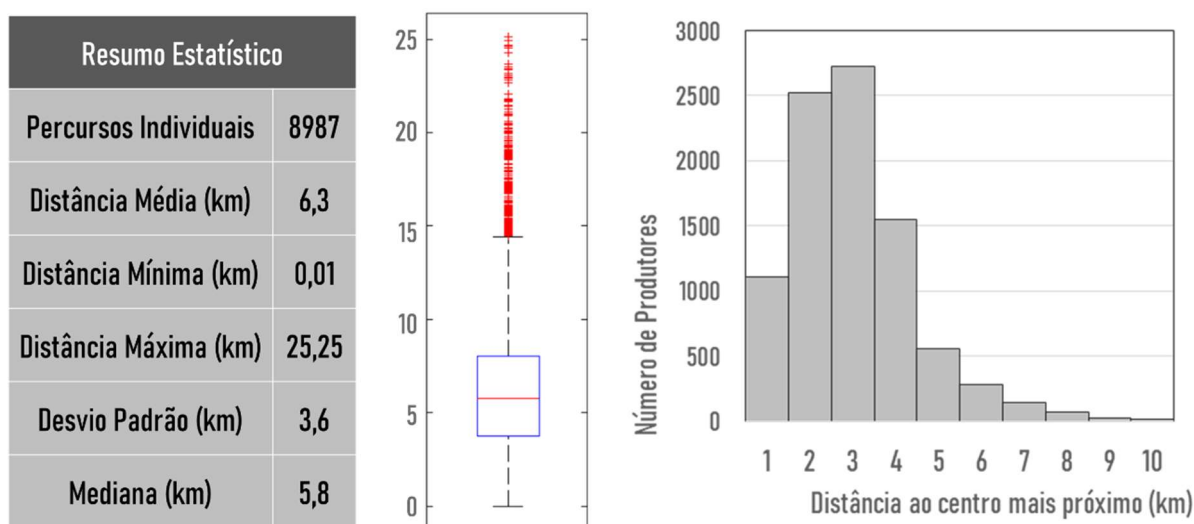 Resumo Estatístico
Percursos Individuais 8987
Distância Média (km) 6,3
Distância Mínima (km) 0,01
Distância Máxima (km) 25,25
Desvio Padrão (km) 3,6
Mediana (km) 5,8
25
20
15
10
5
0
Número de Produtores
3000
2500
2000
1500
1000
500
0
1 2 3 4 5 6 7 8 9 10
Distância ao centro mais próximo (km)